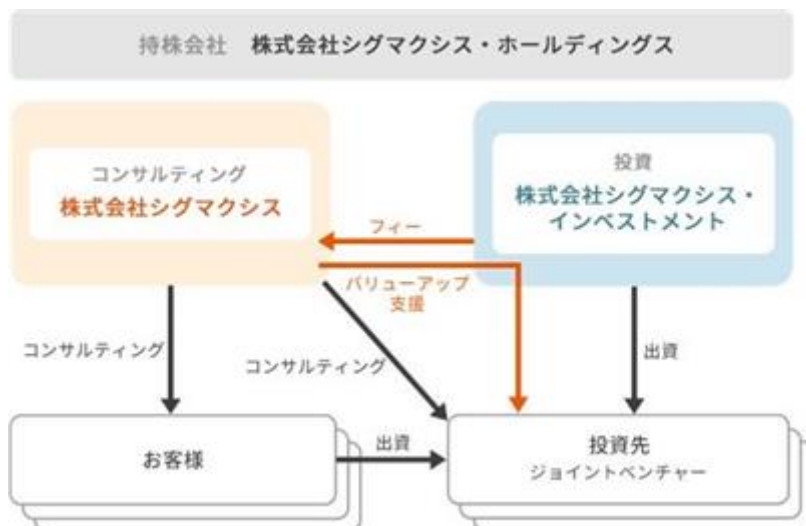 持株会社 株式会社シグマクシス・ホールディングス
コンサルティング
株式会社シグマクシス
投資
株式会社シグマクシス・
インベストメント
フィー
バリューアップ
支援
コンサルティング
コンサルティング
出資
お客様
出資
投資先
ジョイントベンチャー